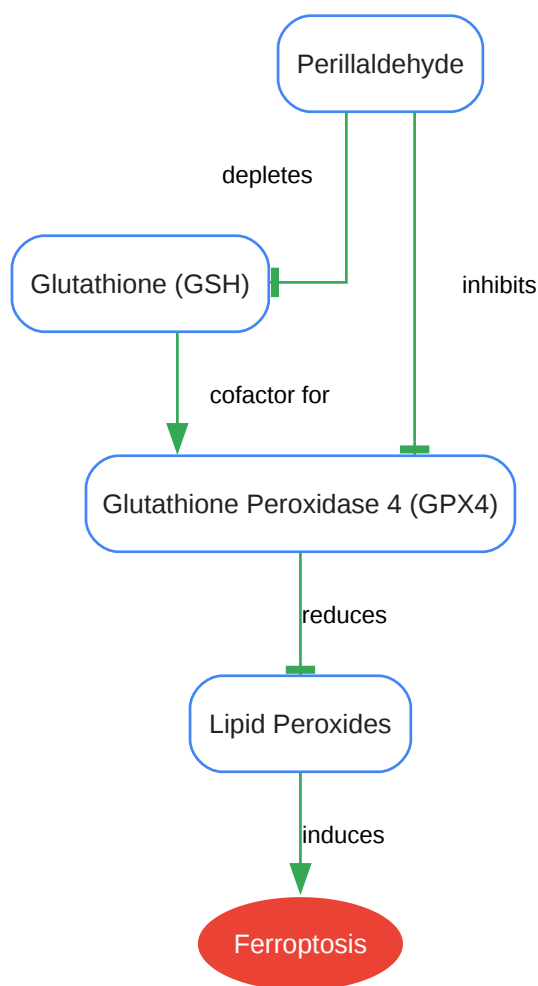 Perillaldehyde
depletes
Glutathione (GSH)
inhibits
cofactor for
Glutathione Peroxidase 4 (GPX4)
reduces
Lipid Peroxides
induces
Ferroptosis